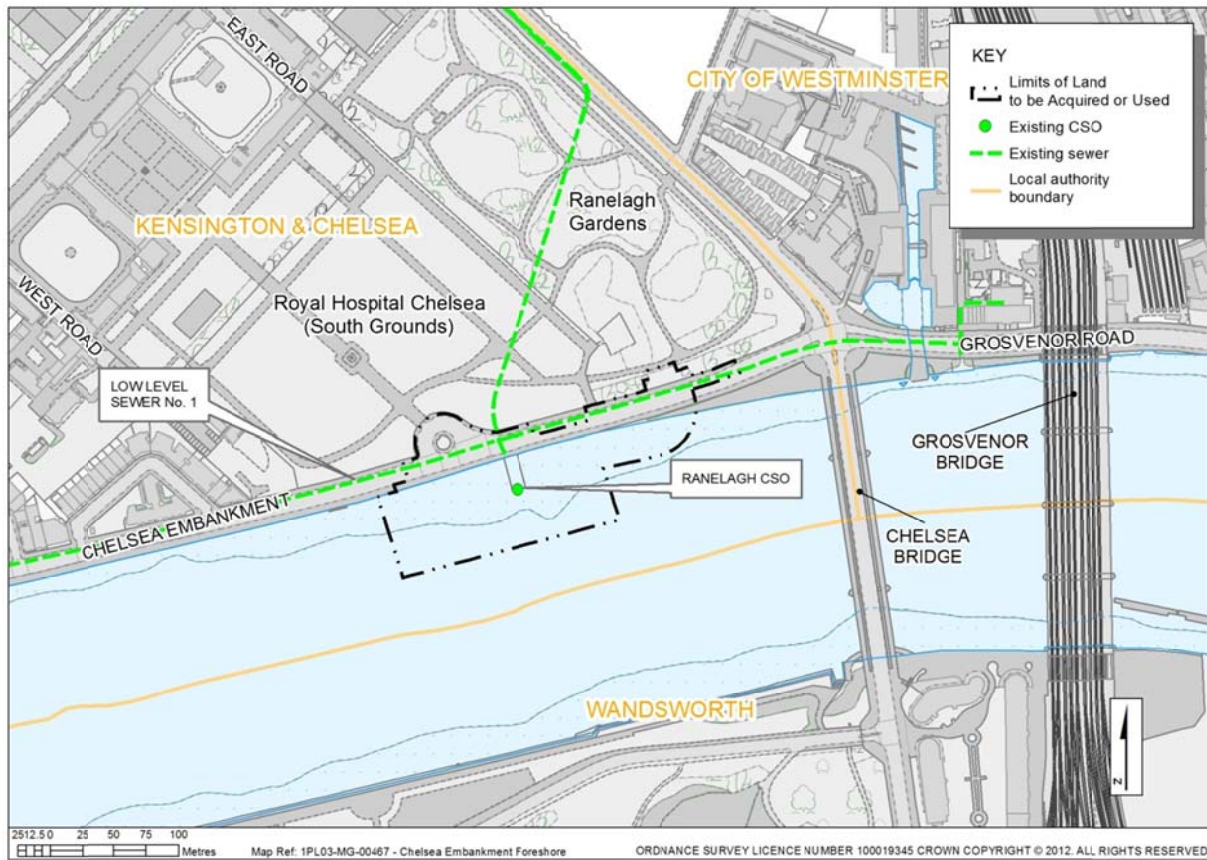 EAST ROAD
CITY OF WESTMINSTER
KEY
Limits of Land
to be Acquired or Used
Existing CSO
Existing sewer
Local authority
boundary
Ranelagh
Gardens
KENSINGTON & CHELSEA
Royal Hospital Chelsea
(South Grounds)
WEST ROAD
LOW LEVEL
SEWER No. 1
GROSVENOR ROAD
GROSVENOR
BRIDGE
RANELAGH CSO
CHELSEA EMBANKMENT
CHELSEA
BRIDGE
WANDSWORTH
N
2512.5 0 25 50 75 100
Metres
Map Ref: 1PL03-MG-00467 - Chelsea Embankment Foreshore
ORDNANCE SURVEY LICENCE NUMBER 100019345 CROWN COPYRIGHT © 2012. ALL RIGHTS RESERVED